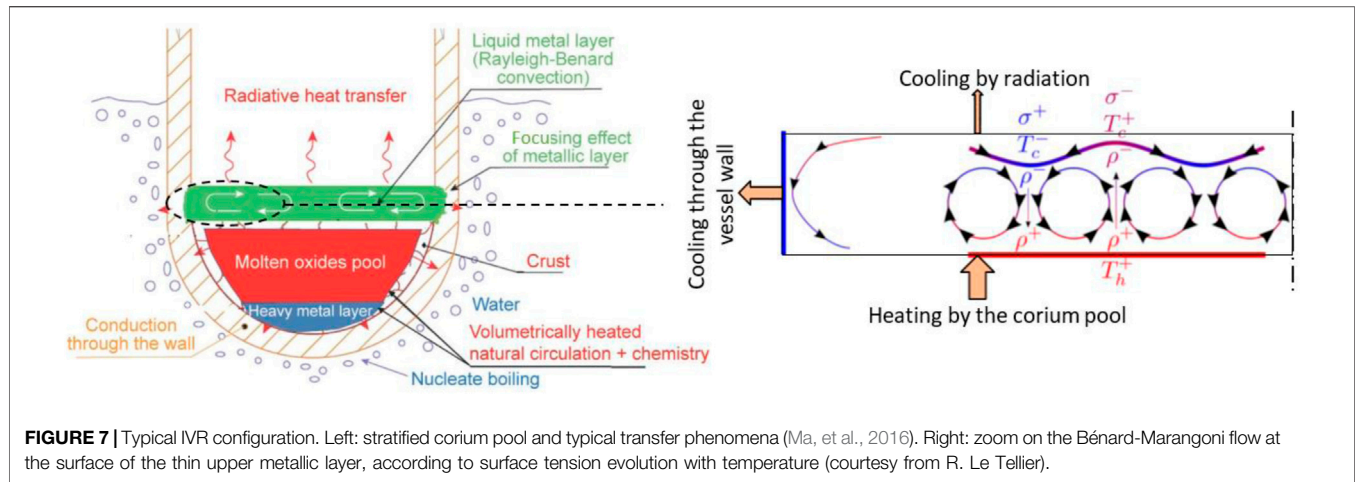 Liquid metal layer
(Rayleigh-Benard
convection)
Radiative heat transfer
Focusing effect
of metallic layer
Molten oxides pool
Crust
Heavy metal layer
Water
Conduction
through the wall
Volumetrically heated
natural circulation + chemistry
Nucleate boiling
Cooling by radiation
Cooling through the
vessel wall
σ⁺
T_c⁻
ρ⁻
ρ⁺
σ⁻
T_c⁺
ρ⁻
ρ⁺
T_h⁺
Heating by the corium pool
FIGURE 7 | Typical IVR configuration. Left: stratified corium pool and typical transfer phenomena (Ma, et al., 2016). Right: zoom on the Bénard-Marangoni flow at
the surface of the thin upper metallic layer, according to surface tension evolution with temperature (courtesy from R. Le Tellier).